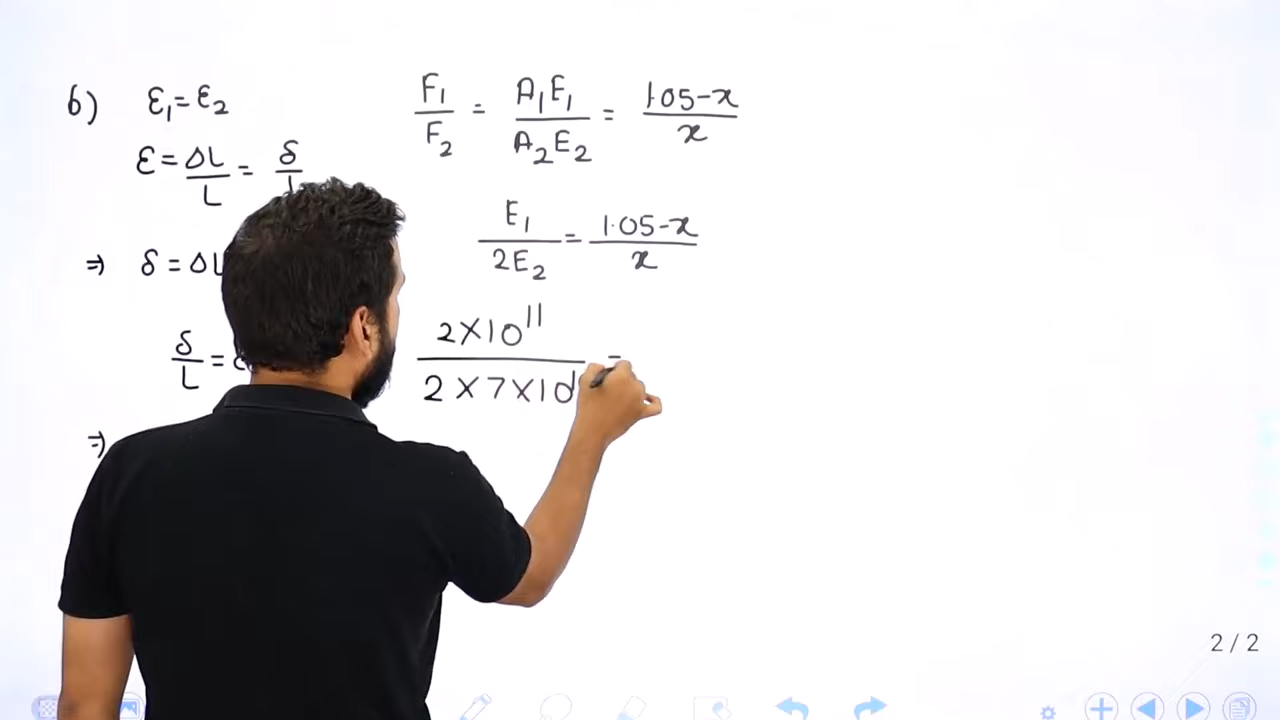 b) ε₁=ε₂
ε=ΔL/L = δ/
⇒ δ=ΔL
δ/L =
⇒
F₁/F₂ = A₁E₁/A₂E₂ = 1.05-x/x
E₁/2E₂ = 1.05-x/x
2×10¹¹/2×7×10 =
2/2